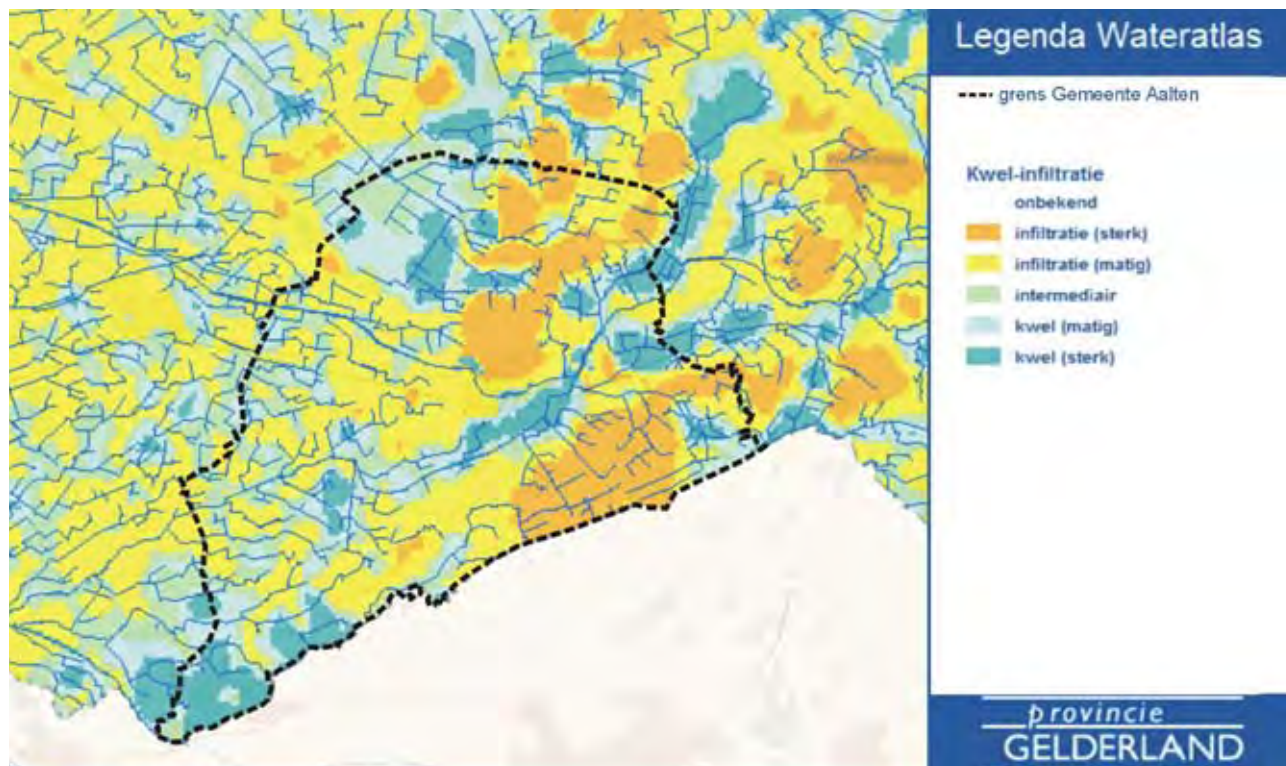 Legenda Wateratlas
grens Gemeente Aalten
Kwel-infiltratie
onbekend
infiltratie (sterk)
infiltratie (matig)
intermediair
kwel (matig)
kwel (sterk)
provincie
GELDERLAND